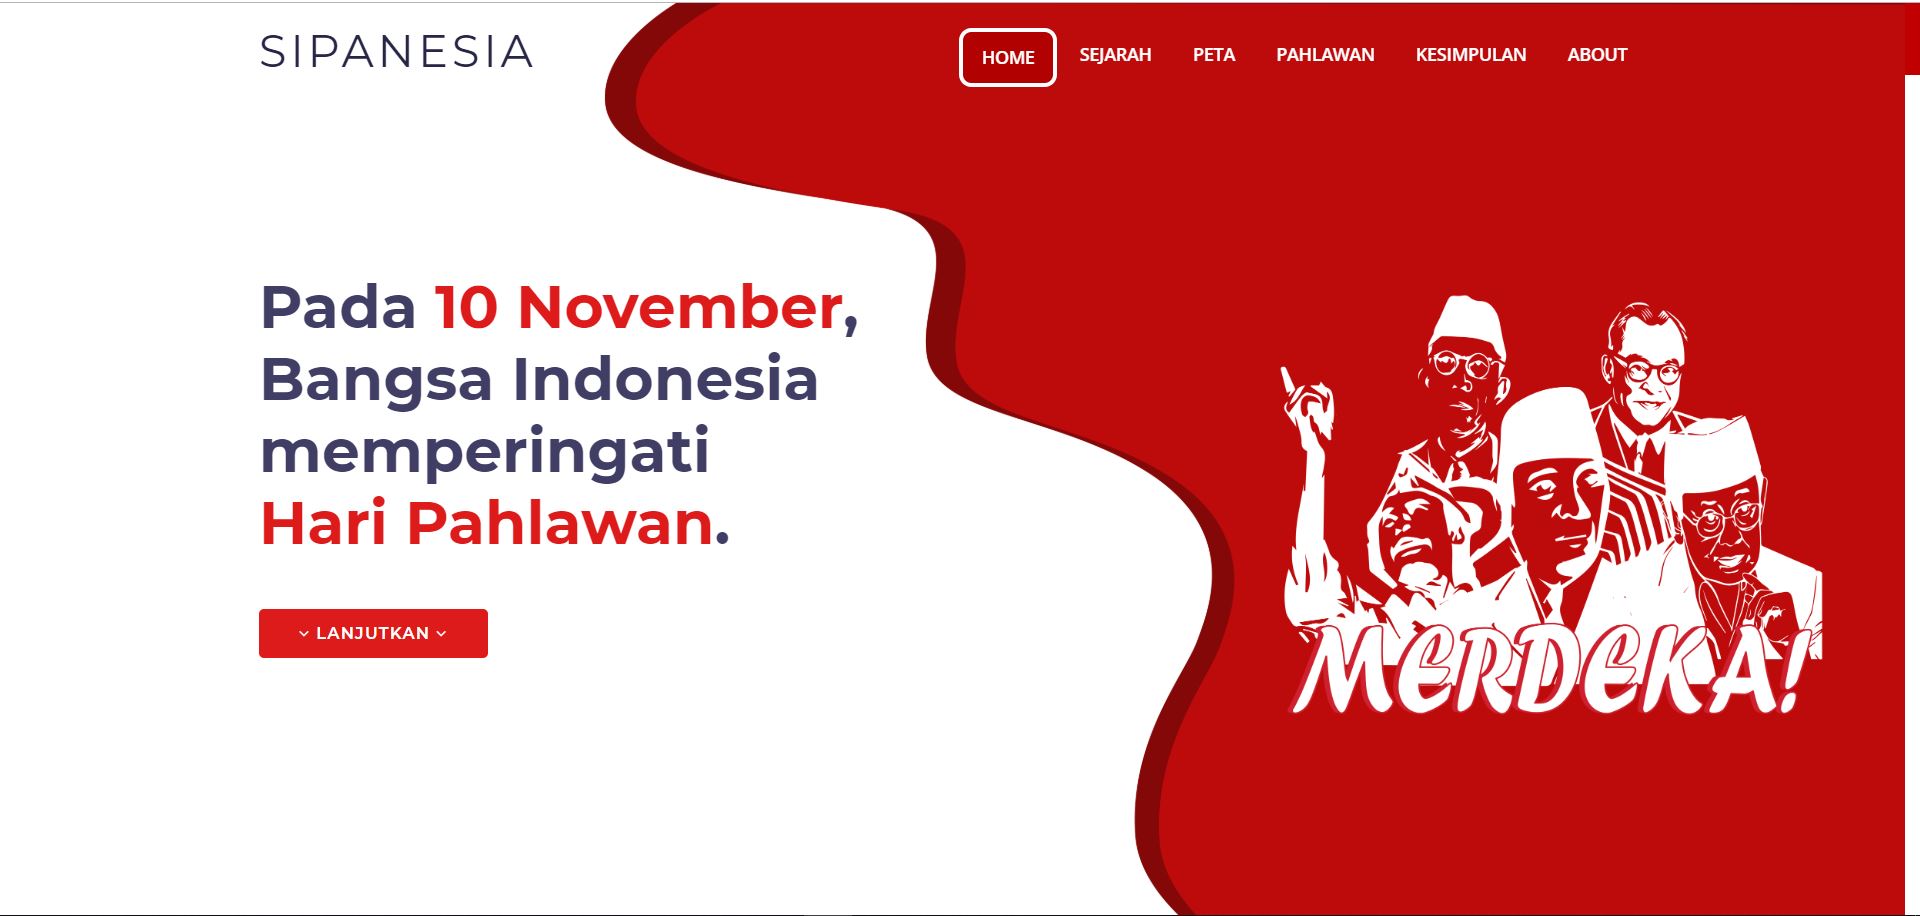 SIPANESIA
HOME SEJARAH PETA PAHLAWAN KESIMPULAN ABOUT
Pada 10 November,
Bangsa Indonesia
memperingati
Hari Pahlawan.
LANJUTKAN
MERDEKA!